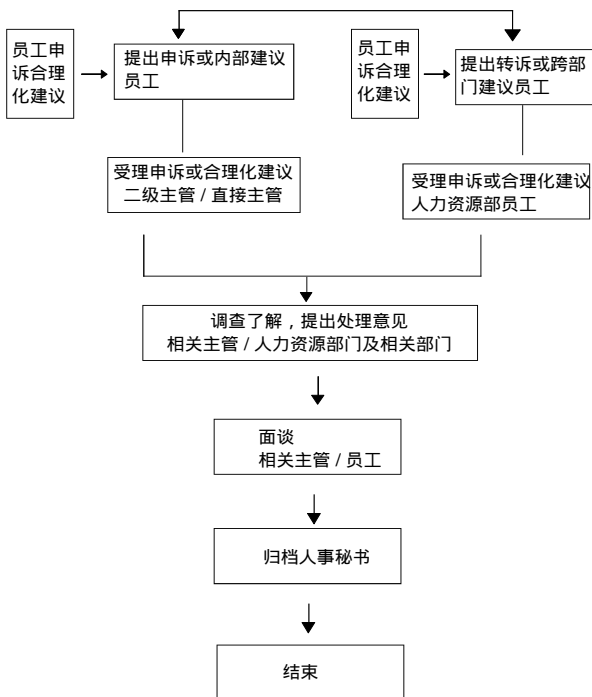 员工申
诉合理
化建议
提出申诉或内部建议
员工
员工申
诉合理
化建议
提出转诉或跨部
门建议员工
受理申诉或合理化建议
二级主管 / 直接主管
受理申诉或合理化建议
人力资源部员工
调查了解，提出处理意见
相关主管 / 人力资源部门及相关部门
面谈
相关主管 / 员工
归档人事秘书
结束